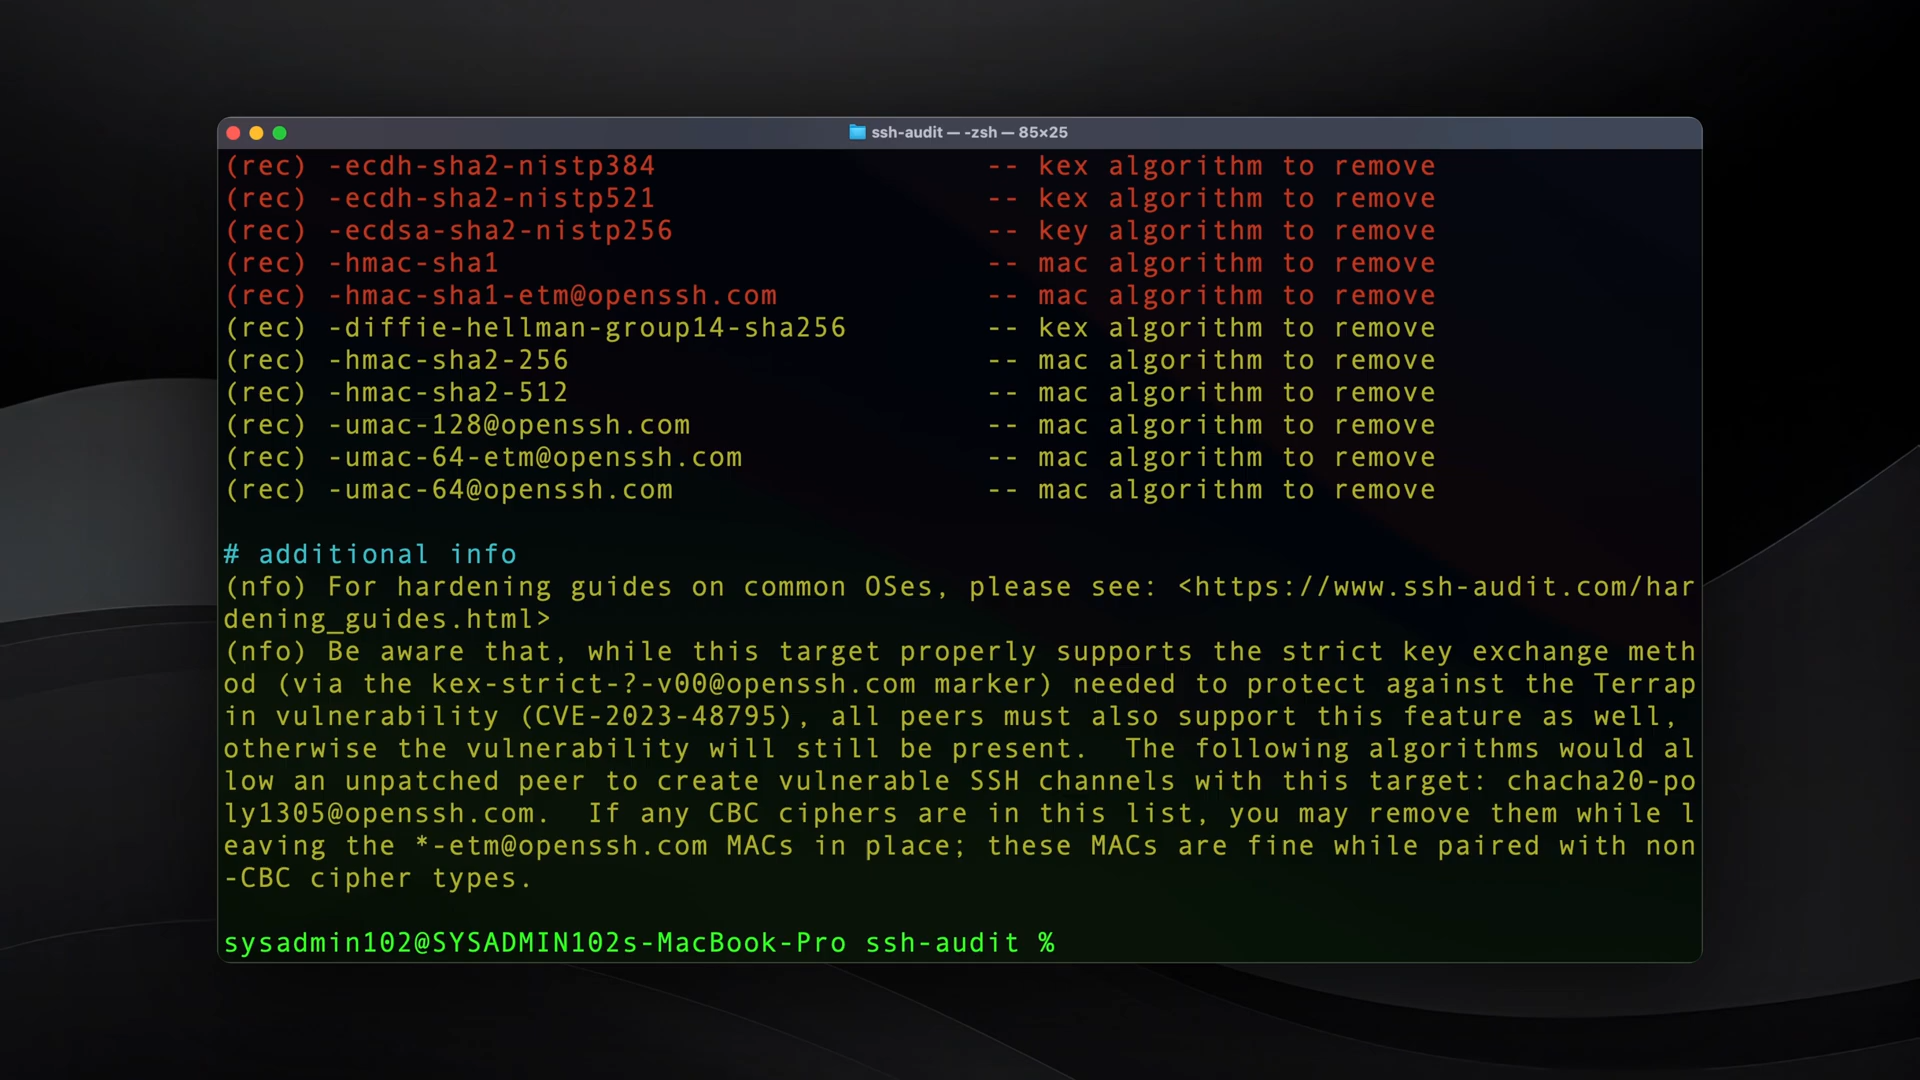 ssh-audit — -zsh — 85×25
(rec) -ecdh-sha2-nistp384 -- kex algorithm to remove
(rec) -ecdh-sha2-nistp521 -- kex algorithm to remove
(rec) -ecdsa-sha2-nistp256 -- key algorithm to remove
(rec) -hmac-sha1 -- mac algorithm to remove
(rec) -hmac-sha1-etm@openssh.com -- mac algorithm to remove
(rec) -diffie-hellman-group14-sha256 -- kex algorithm to remove
(rec) -hmac-sha2-256 -- mac algorithm to remove
(rec) -hmac-sha2-512 -- mac algorithm to remove
(rec) -umac-128@openssh.com -- mac algorithm to remove
(rec) -umac-64-etm@openssh.com -- mac algorithm to remove
(rec) -umac-64@openssh.com -- mac algorithm to remove
# additional info
(nfo) For hardening guides on common OSes, please see: <https://www.ssh-audit.com/har
dening_guides.html>
(nfo) Be aware that, while this target properly supports the strict key exchange meth
od (via the kex-strict-?-v00@openssh.com marker) needed to protect against the Terrap
in vulnerability (CVE-2023-48795), all peers must also support this feature as well,
otherwise the vulnerability will still be present.  The following algorithms would al
low an unpatched peer to create vulnerable SSH channels with this target: chacha20-po
ly1305@openssh.com.  If any CBC ciphers are in this list, you may remove them while l
eaving the *-etm@openssh.com MACs in place; these MACs are fine while paired with non
-CBC cipher types.
sysadmin102@SYSADMIN102s-MacBook-Pro ssh-audit %